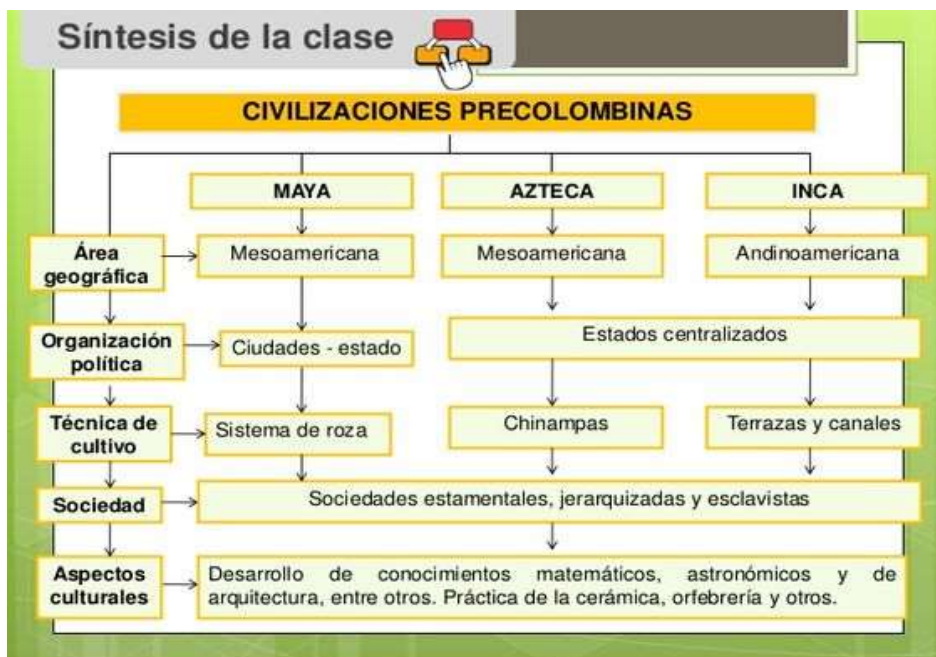 Síntesis de la clase
CIVILIZACIONES PRECOLOMBINAS
MAYA
AZTECA
INCA
Área
geográfica
Mesoamericana
Mesoamericana
Andinoamericana
Organización
política
Ciudades - estado
Estados centralizados
Técnica de
cultivo
Sistema de roza
Chinampas
Terrazas y canales
Sociedad
Sociedades estamentales, jerarquizadas y esclavistas
Aspectos
culturales
Desarrollo de conocimientos matemáticos, astronómicos y de
arquitectura, entre otros. Práctica de la cerámica, orfebrería y otros.